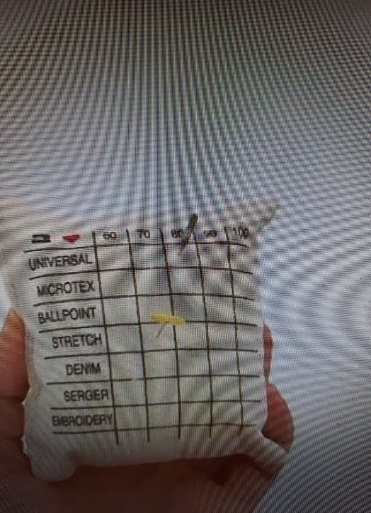 60 70 80 90 100
UNIVERSAL
MICROTEX
BALLPOINT
STRETCH
DENIM
SERGER
EMBROIDERY